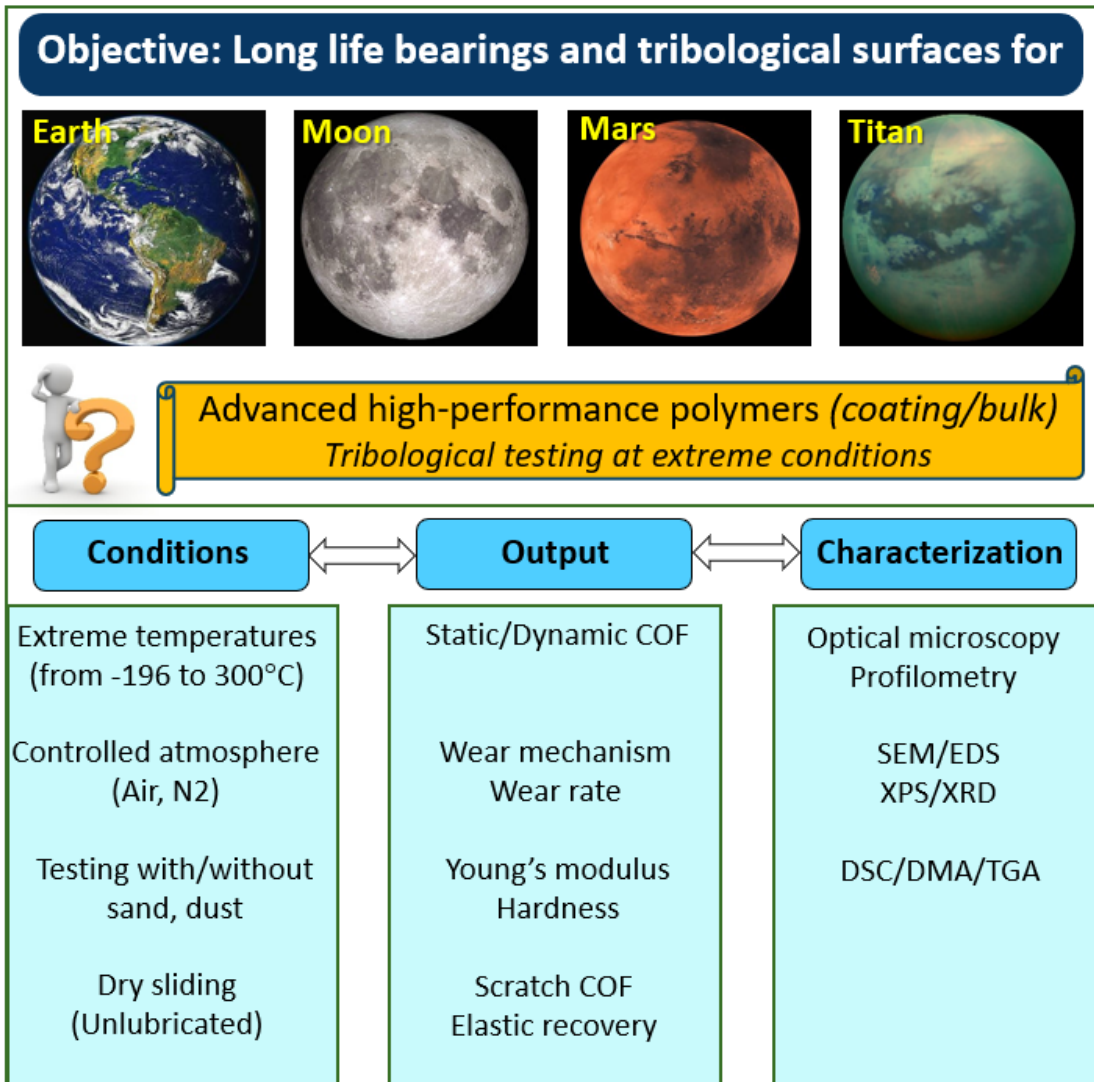 Objective: Long life bearings and tribological surfaces for
Earth
Moon
Mars
Titan
Advanced high-performance polymers (coating/bulk)
Tribological testing at extreme conditions
Conditions
Output
Characterization
Extreme temperatures
(from -196 to 300°C)
Controlled atmosphere
(Air, N2)
Testing with/without
sand, dust
Dry sliding
(Unlubricated)
Static/Dynamic COF
Wear mechanism
Wear rate
Young’s modulus
Hardness
Scratch COF
Elastic recovery
Optical microscopy
Profilometry
SEM/EDS
XPS/XRD
DSC/DMA/TGA